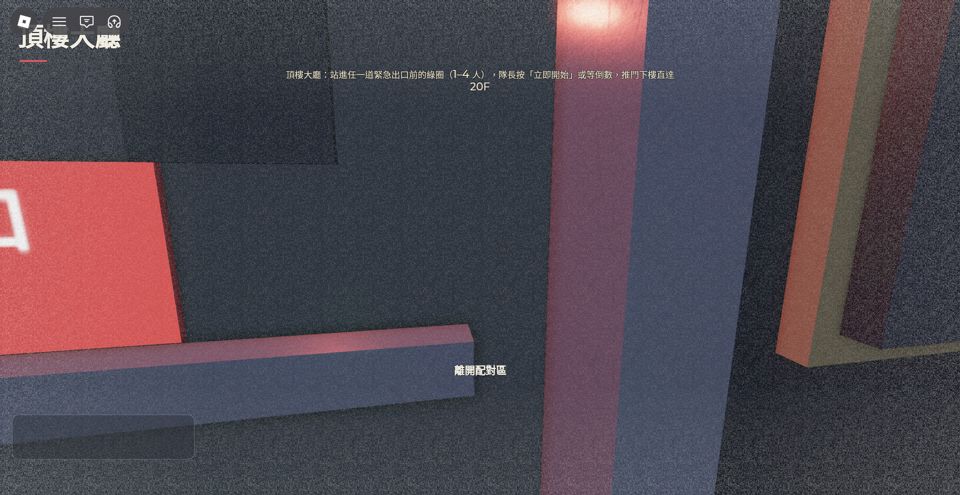 頂樓大廳
頂樓大廳：站進任一道緊急出口前的綠圈（1–4 人），隊長按「立即開始」或等倒數，推門下樓直達
20F
口
離開配對區